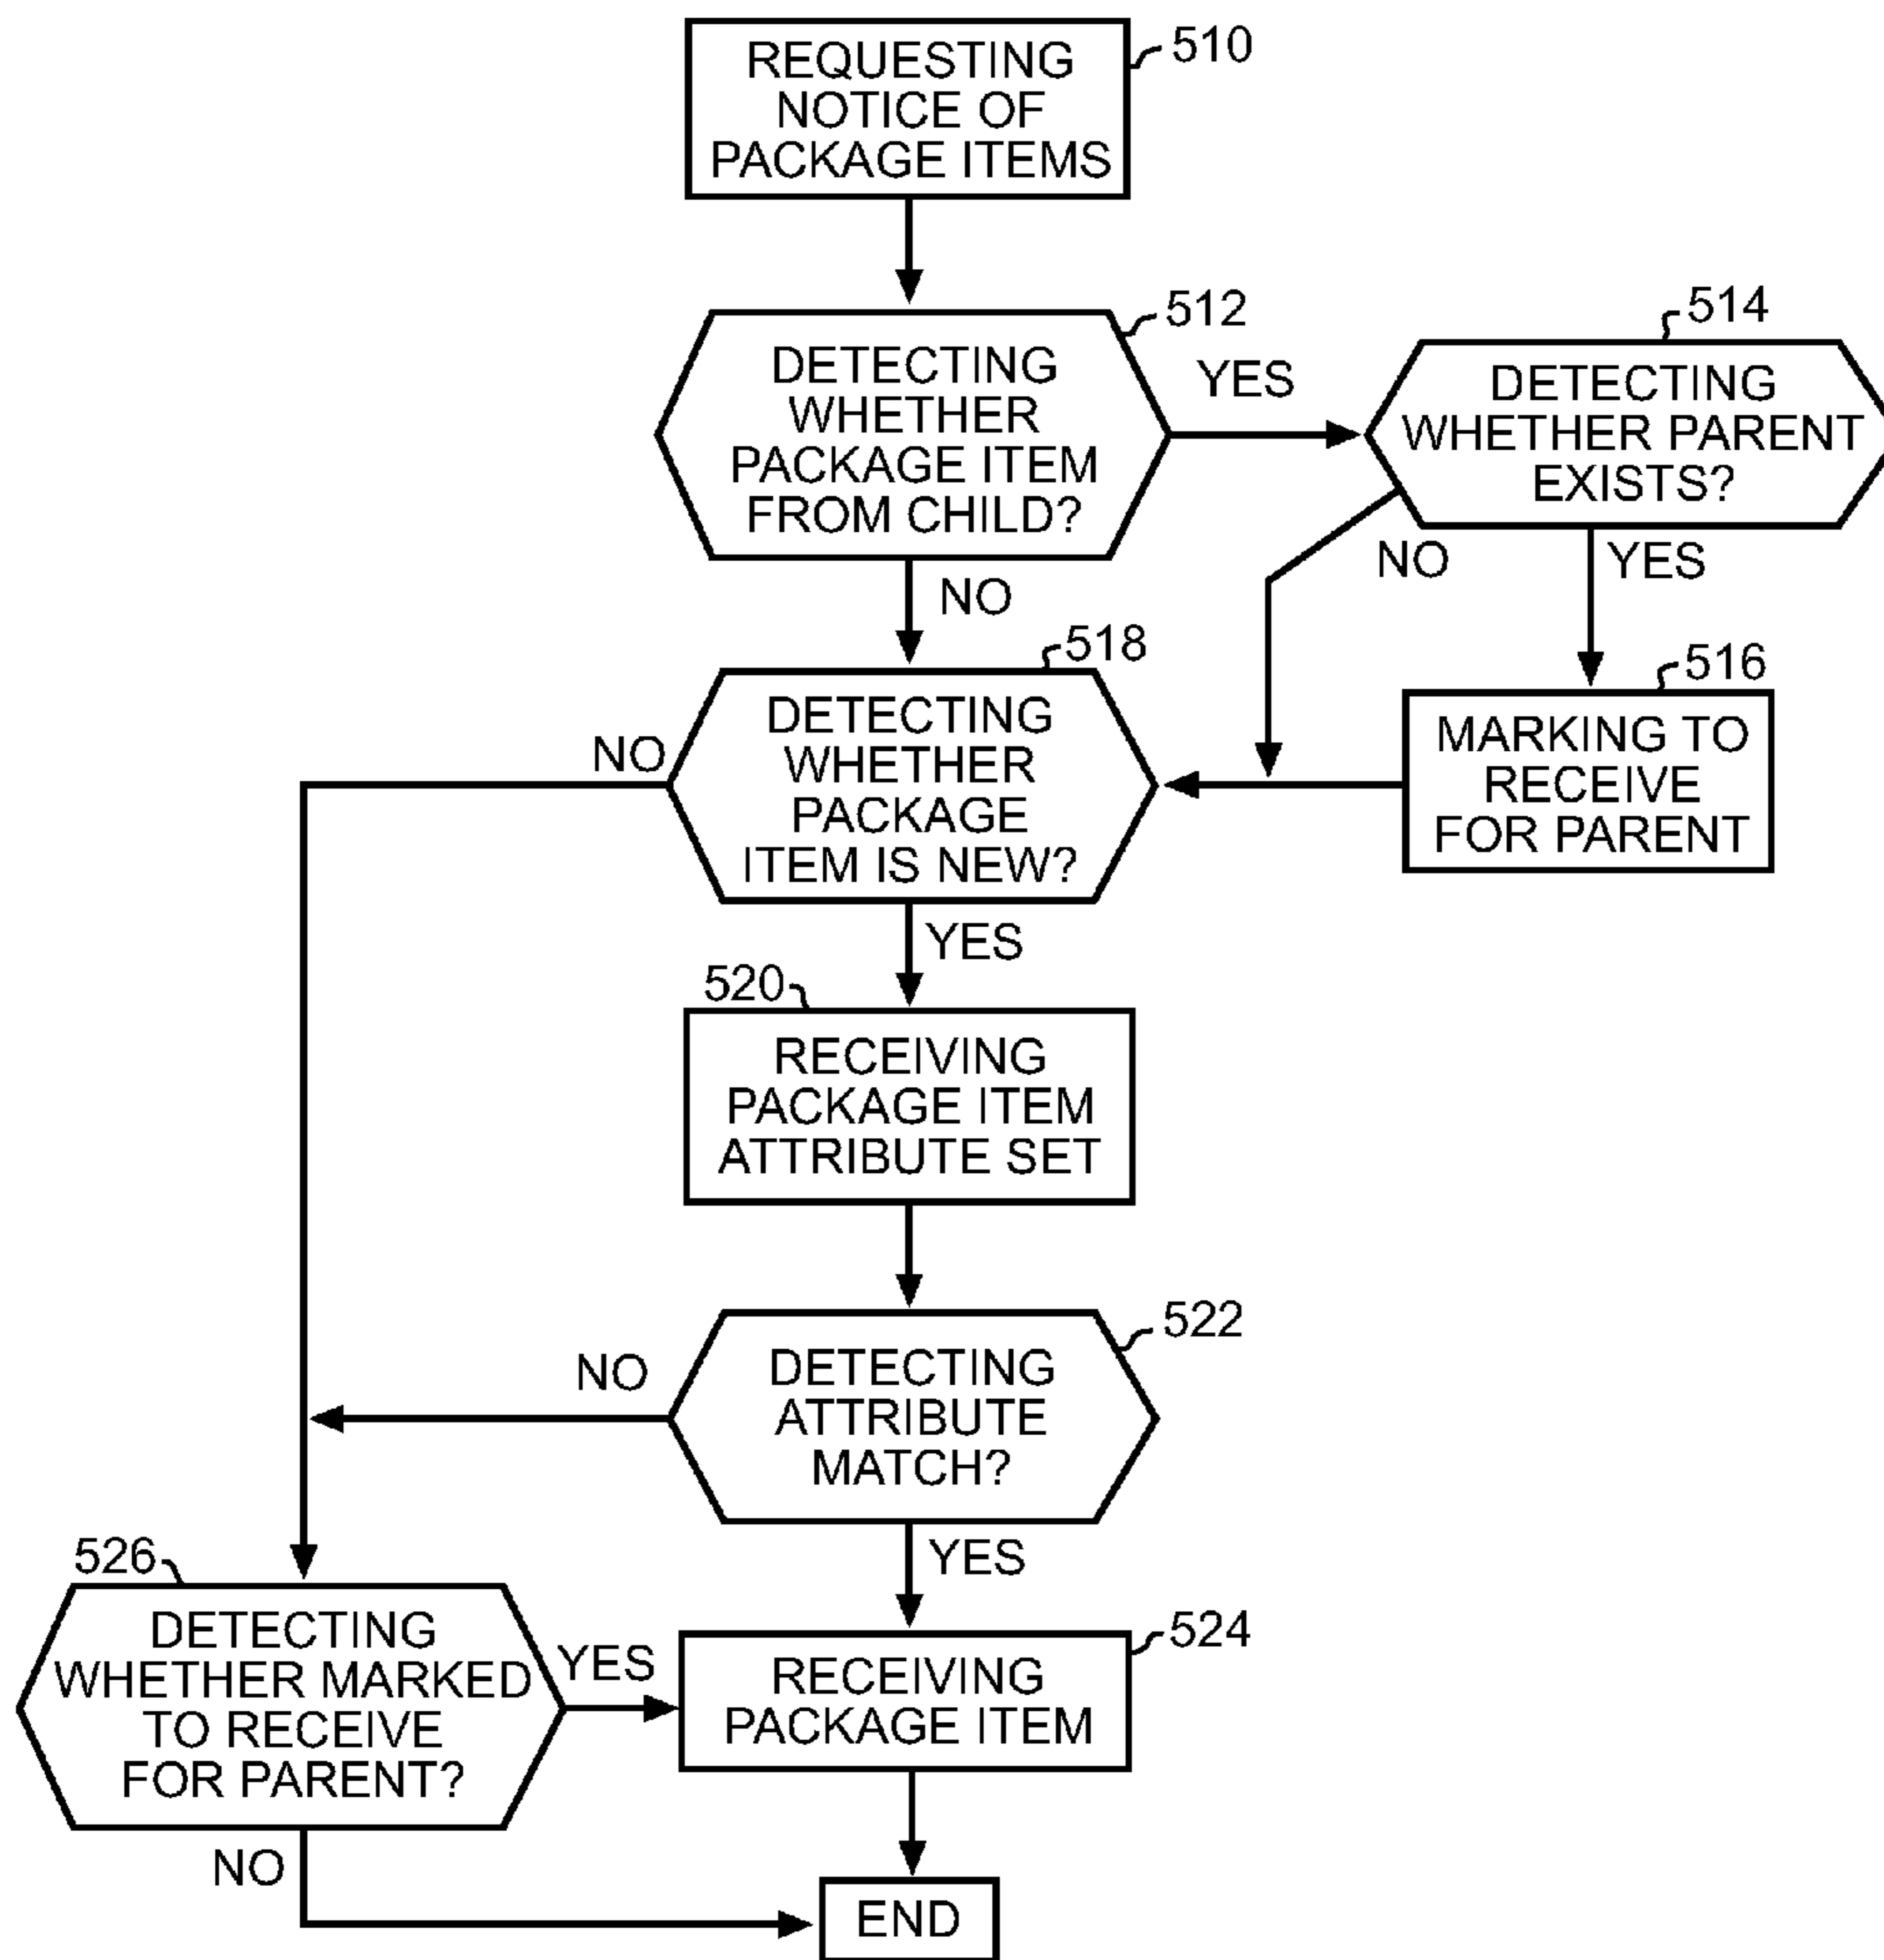 REQUESTING
NOTICE OF
PACKAGE ITEMS
510
DETECTING
WHETHER
PACKAGE ITEM
FROM CHILD?
512
YES
NO
DETECTING
WHETHER PARENT
EXISTS?
514
NO
YES
MARKING TO
RECEIVE
FOR PARENT
516
DETECTING
WHETHER
PACKAGE
ITEM IS NEW?
518
NO
YES
520
RECEIVING
PACKAGE ITEM
ATTRIBUTE SET
DETECTING
ATTRIBUTE
MATCH?
522
NO
YES
526
DETECTING
WHETHER MARKED
TO RECEIVE
FOR PARENT?
YES
NO
RECEIVING
PACKAGE ITEM
524
END